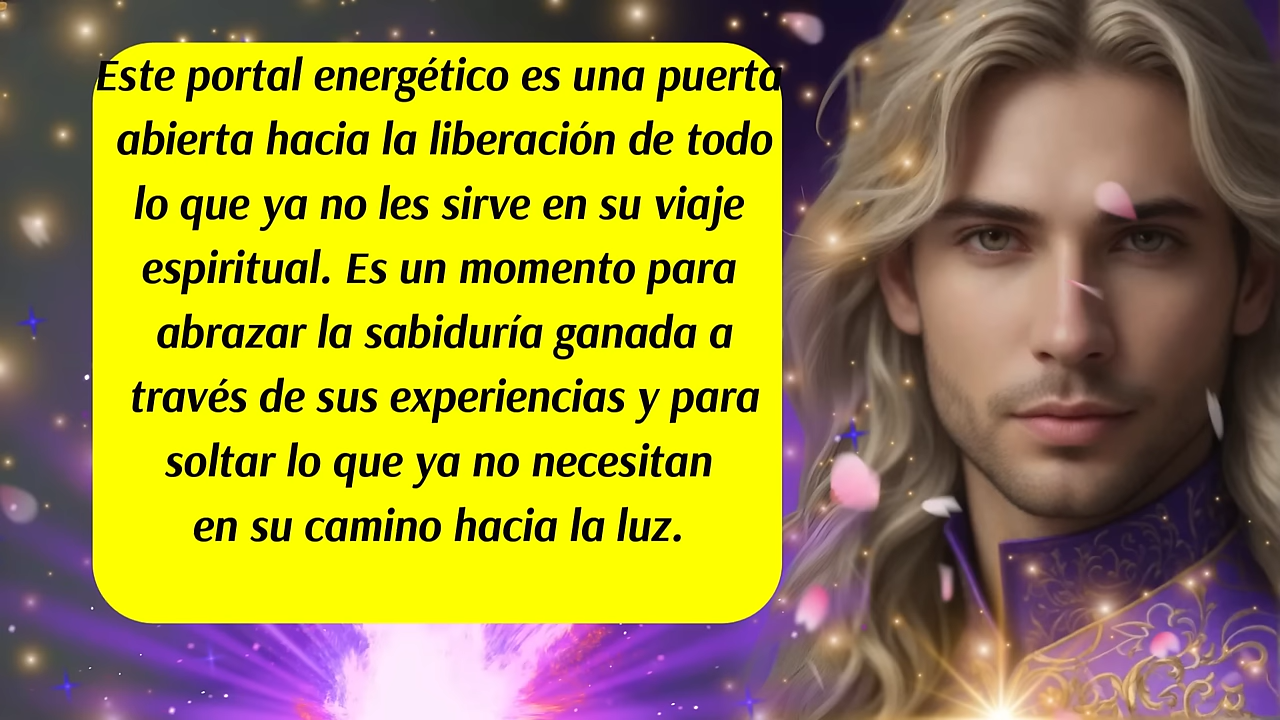 Este portal energético es una puerta
abierta hacia la liberación de todo
lo que ya no les sirve en su viaje
espiritual. Es un momento para
abrazar la sabiduría ganada a
través de sus experiencias y para
soltar lo que ya no necesitan
en su camino hacia la luz.